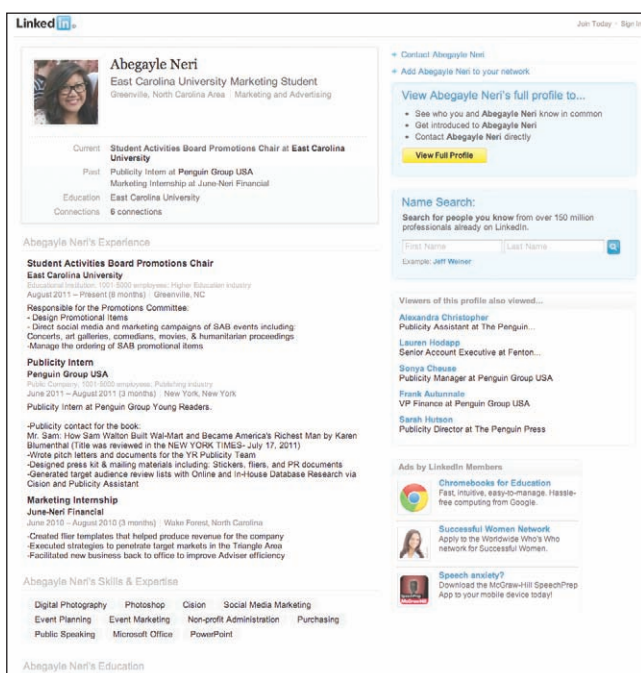 Linked in
Join Today · Sign In
Abegayle Neri
East Carolina University Marketing Student
Greenville, North Carolina Area | Marketing and Advertising
Current Student Activities Board Promotions Chair at East Carolina
University
Past Publicity Intern at Penguin Group USA
Marketing Internship at June-Neri Financial
Education East Carolina University
Connections 6 connections
Abegayle Neri's Experience
Student Activities Board Promotions Chair
East Carolina University
Educational Institution; 1001-5000 employees; Higher Education industry
August 2011 – Present (8 months) | Greenville, NC
Responsible for the Promotions Committee:
- Design Promotional Items
- Direct social media and marketing campaigns of SAB events including:
Concerts, art galleries, comedians, movies, & humanitarian proceedings
-Manage the ordering of SAB promotional items
Publicity Intern
Penguin Group USA
Public Company; 1001-5000 employees; Publishing industry
June 2011 – August 2011 (3 months) | New York, New York
Publicity Intern at Penguin Group Young Readers.
-Publicity contact for the book:
Mr. Sam: How Sam Walton Built Wal-Mart and Became America's Richest Man by Karen
Blumenthal (Title was reviewed in the NEW YORK TIMES- July 17, 2011)
-Wrote pitch letters and documents for the YR Publicity Team
-Designed press kit & mailing materials including: Stickers, fliers, and PR documents
-Generated target audience review lists with Online and In-House Database Research via
Cision and Publicity Assistant
Marketing Internship
June-Neri Financial
June 2010 – August 2010 (3 months) | Wake Forest, North Carolina
-Created flier templates that helped produce revenue for the company
-Executed strategies to penetrate target markets in the Triangle Area
-Facilitated new business back to office to improve Adviser efficiency
Abegayle Neri's Skills & Expertise
Digital Photography Photoshop Cision Social Media Marketing
Event Planning Event Marketing Non-profit Administration Purchasing
Public Speaking Microsoft Office PowerPoint
Abegayle Neri's Education
Contact Abegayle Neri
Add Abegayle Neri to your network
View Abegayle Neri's full profile to...
• See who you and Abegayle Neri know in common
• Get introduced to Abegayle Neri
• Contact Abegayle Neri directly
View Full Profile
Name Search:
Search for people you know from over 150 million
professionals already on LinkedIn.
First Name Last Name
Example: Jeff Weiner
Viewers of this profile also viewed...
Alexandra Christopher
Publicity Assistant at The Penguin...
Lauren Hodapp
Senior Account Executive at Fenton...
Sonya Cheuse
Publicity Manager at Penguin Group USA
Frank Autunnale
VP Finance at Penguin Group USA
Sarah Hutson
Publicity Director at The Penguin Press
Ads by LinkedIn Members
Chromebooks for Education
Fast, intuitive, easy-to-manage. Hassle-
free computing from Google.
Successful Women Network
Apply to the Worldwide Who's Who
network for Successful Women.
Speech anxiety?
Download the McGraw-Hill SpeechPrep
App to your mobile device today!